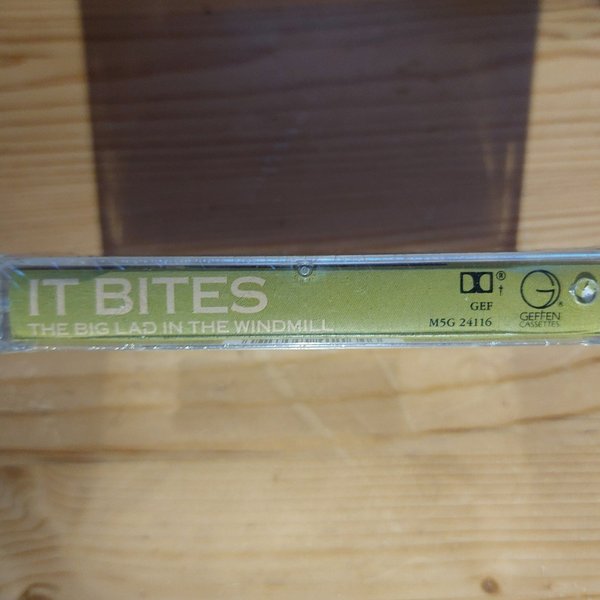 IT BITES
THE BIG LAD IN THE WINDMILL
® †
GEF
M5G 24116
G ®
GEFFEN
CASSETTES